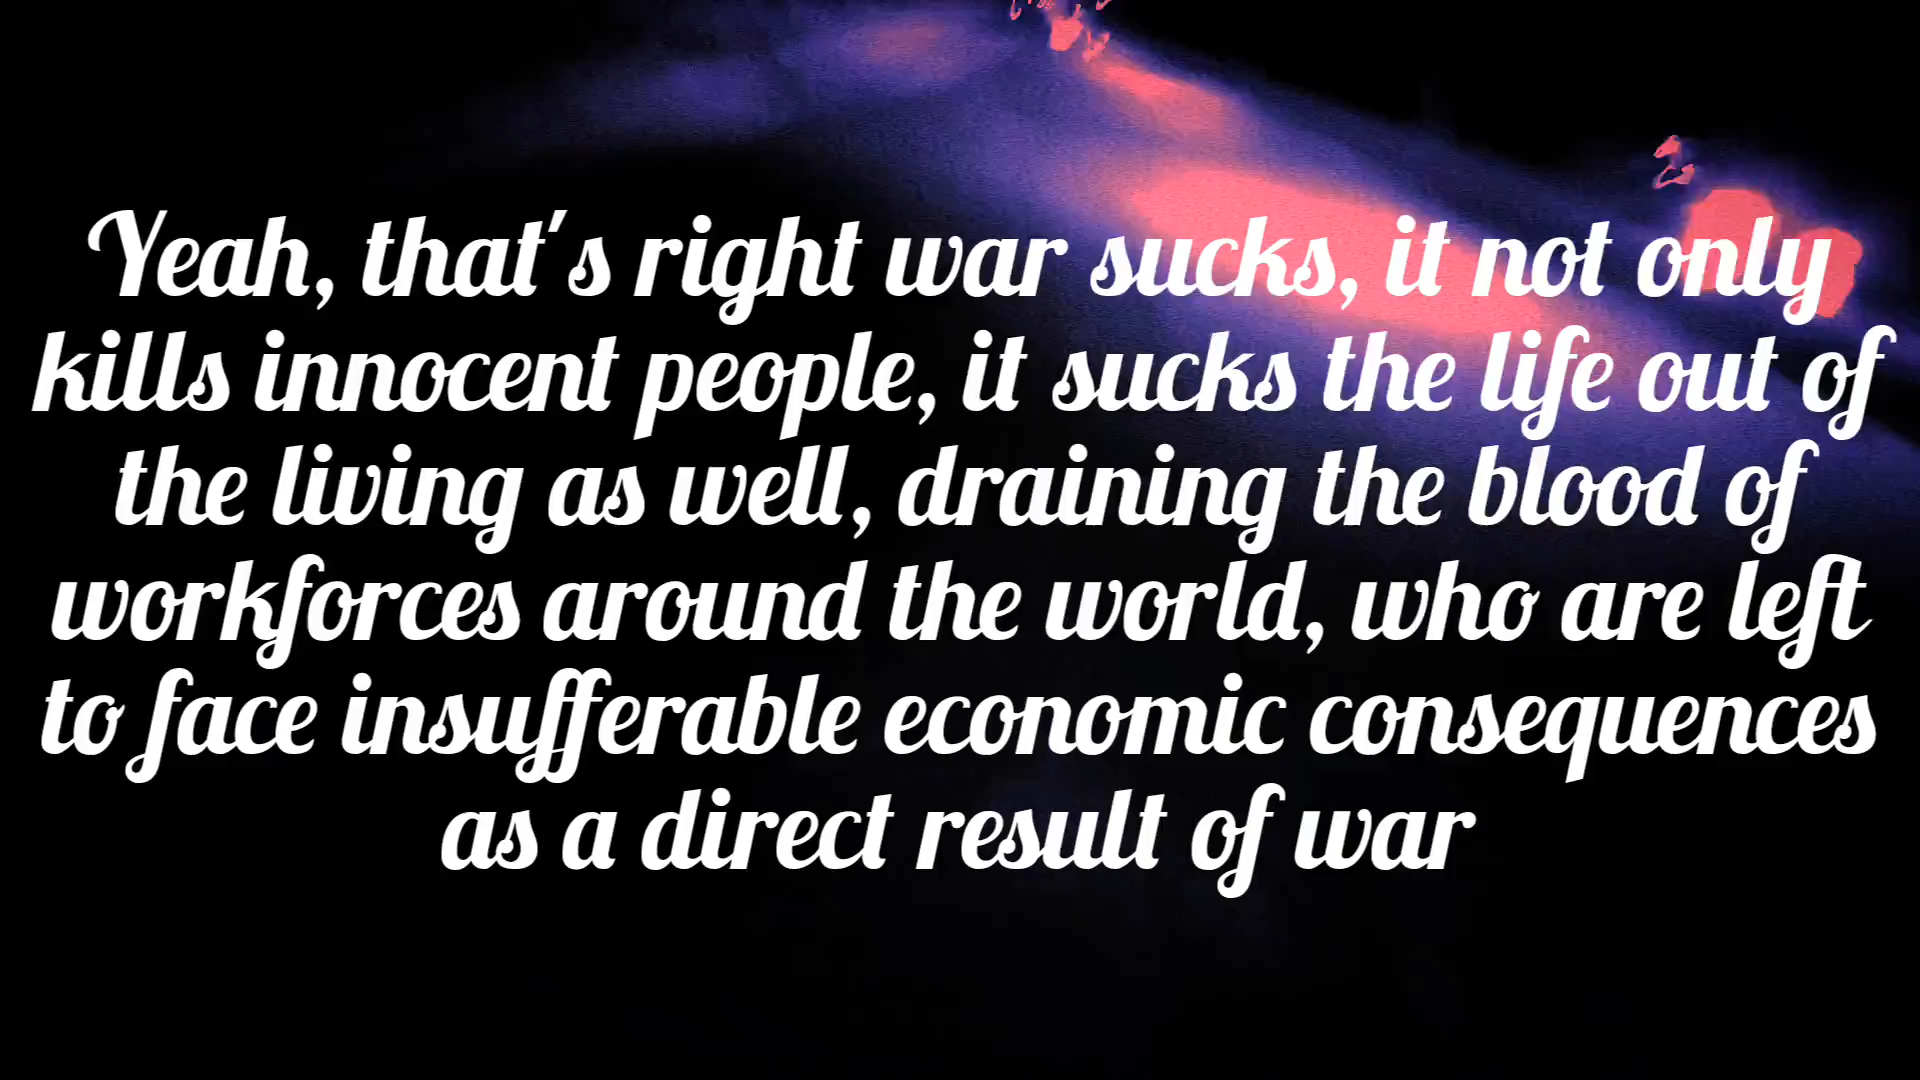 Yeah, that's right war sucks, it not only
kills innocent people, it sucks the life out of
the living as well, draining the blood of
workforces around the world, who are left
to face insufferable economic consequences
as a direct result of war